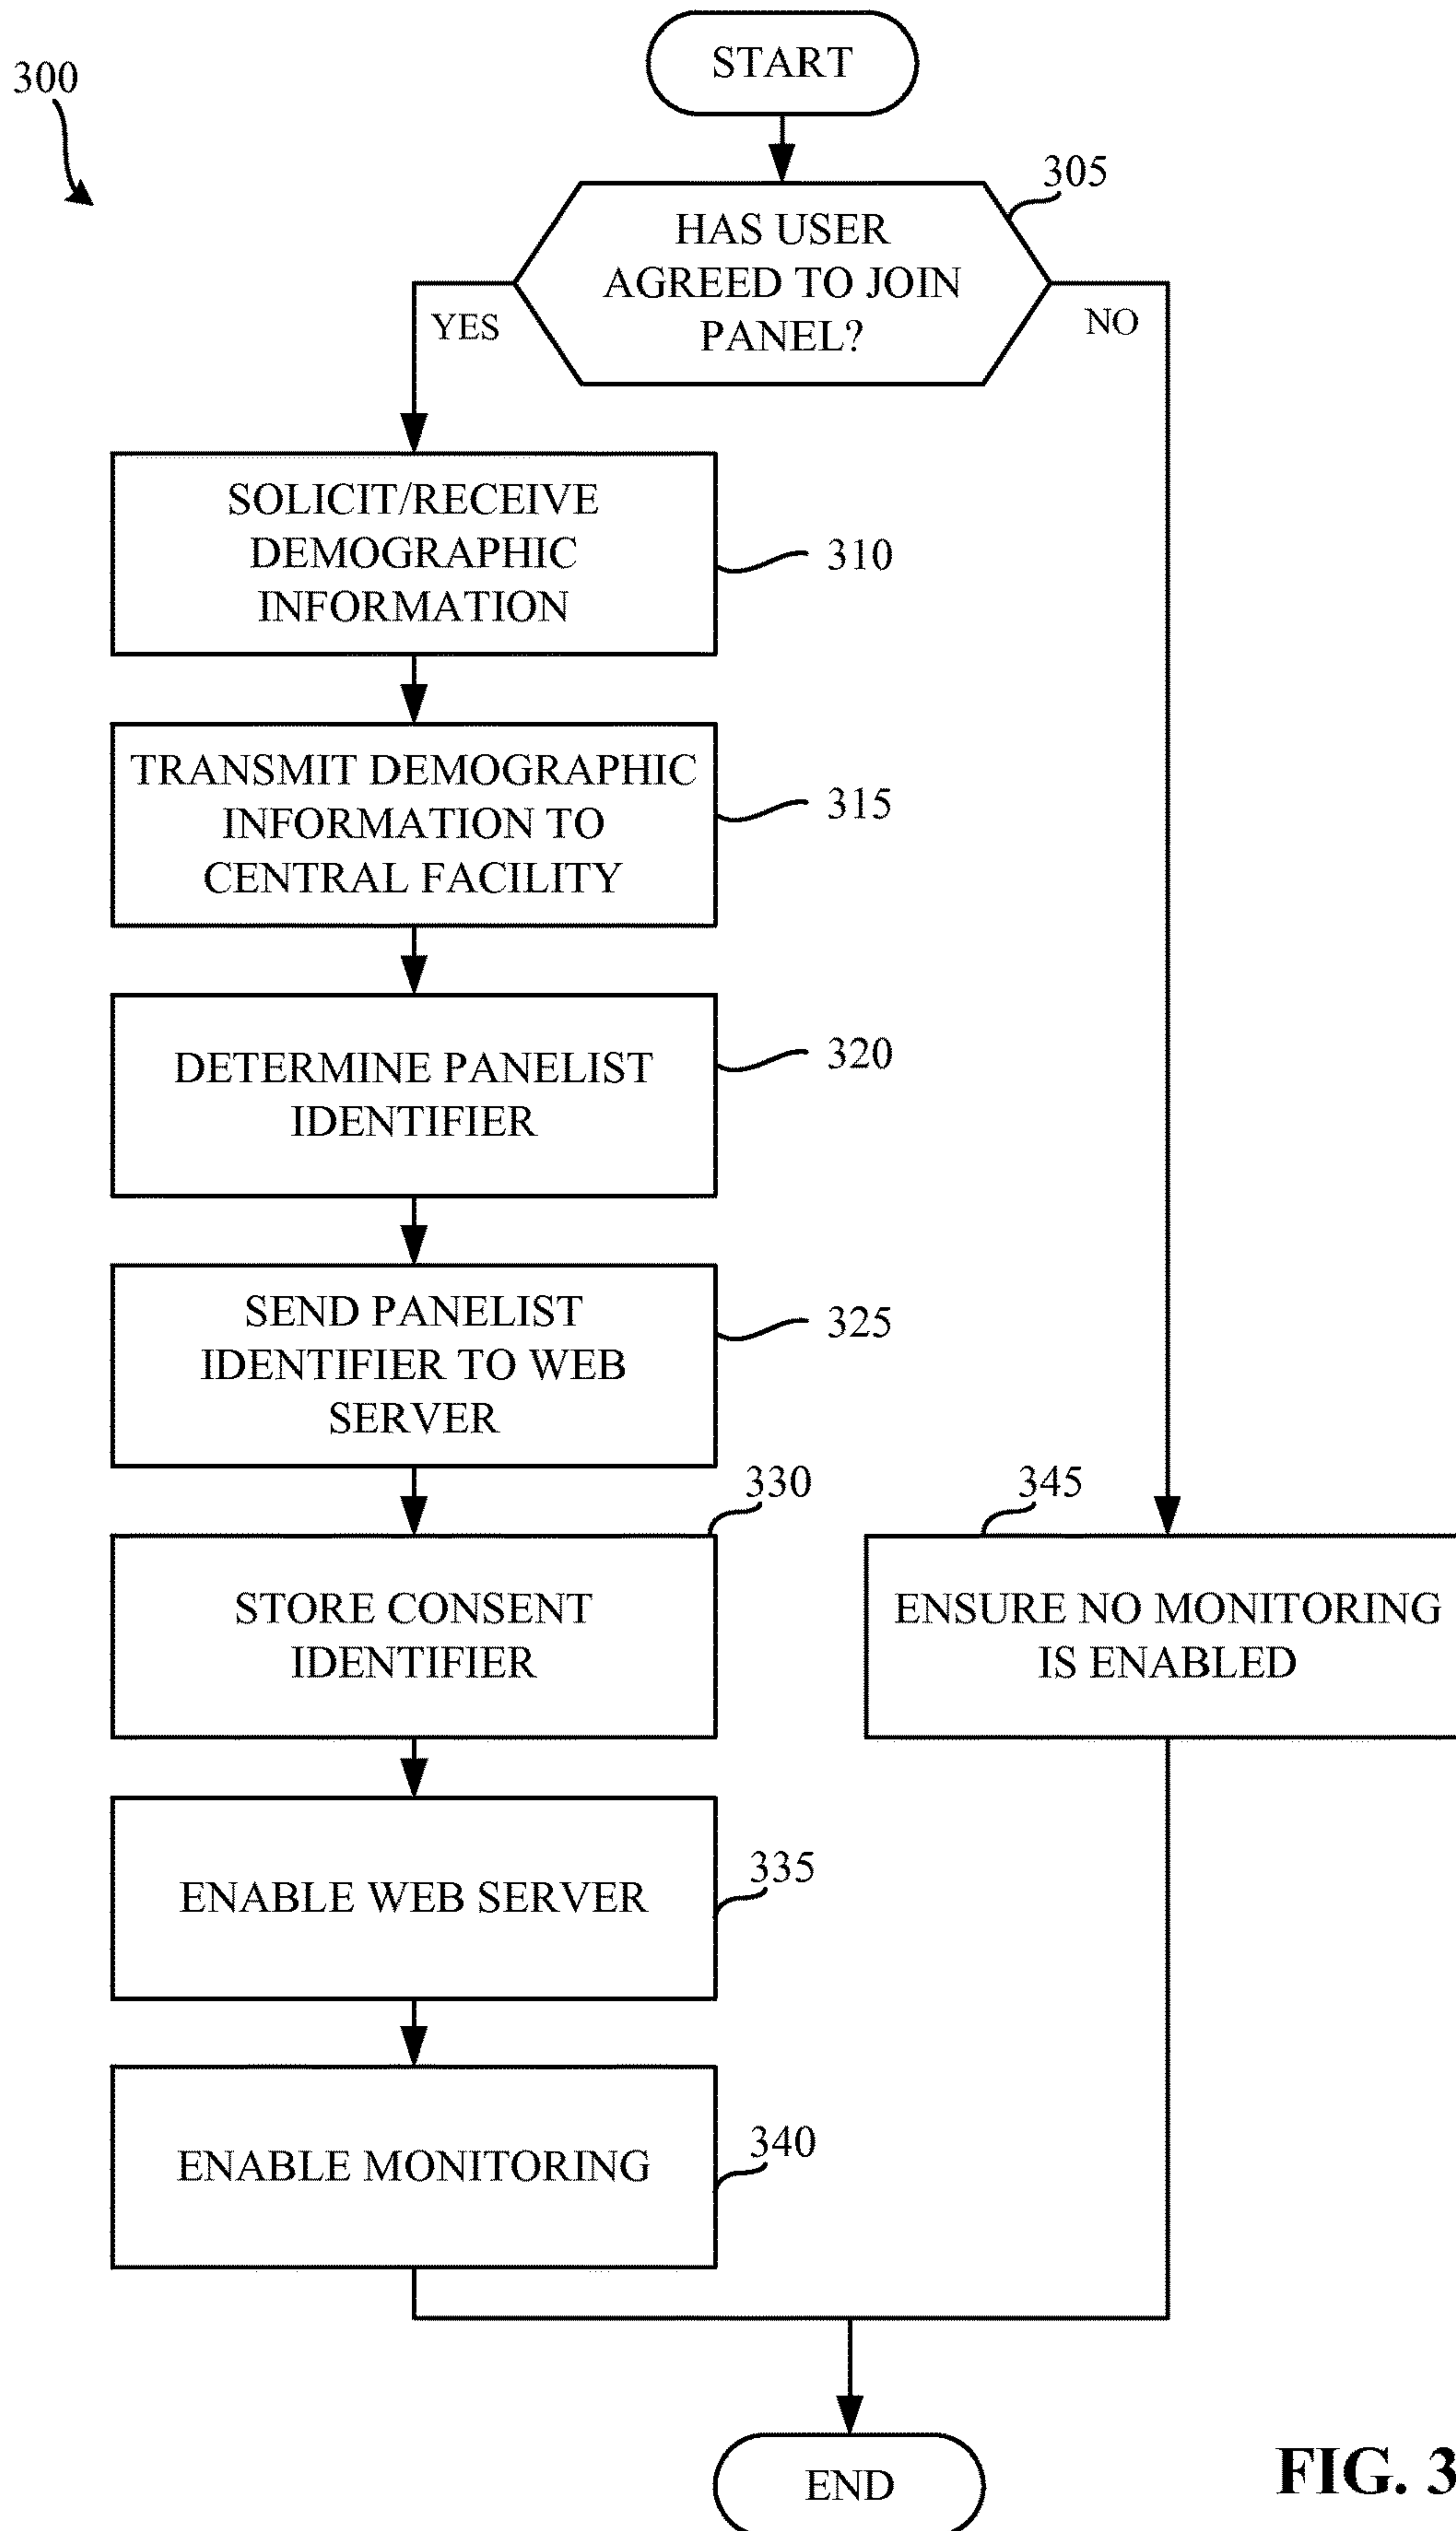 START
300
305
HAS USER
AGREED TO JOIN
PANEL?
YES
NO
SOLICIT/RECEIVE
DEMOGRAPHIC
INFORMATION
310
TRANSMIT DEMOGRAPHIC
INFORMATION TO
CENTRAL FACILITY
315
DETERMINE PANELIST
IDENTIFIER
320
SEND PANELIST
IDENTIFIER TO WEB
SERVER
325
330
STORE CONSENT
IDENTIFIER
345
ENSURE NO MONITORING
IS ENABLED
335
ENABLE WEB SERVER
340
ENABLE MONITORING
END
FIG. 3